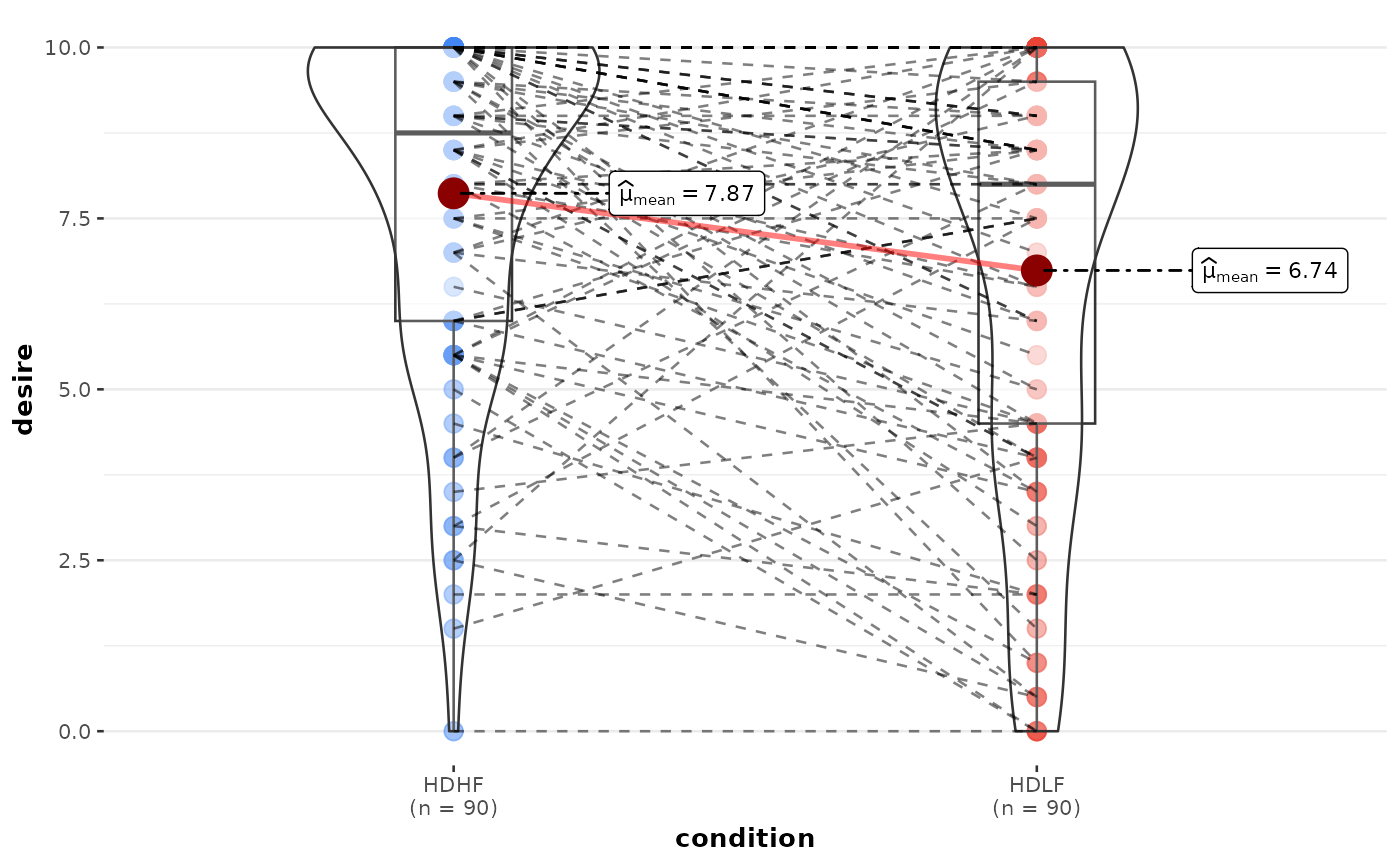 10.0
7.5
5.0
2.5
0.0
desire
μ̂mean = 7.87
μ̂mean = 6.74
HDHF
(n = 90)
HDLF
(n = 90)
condition